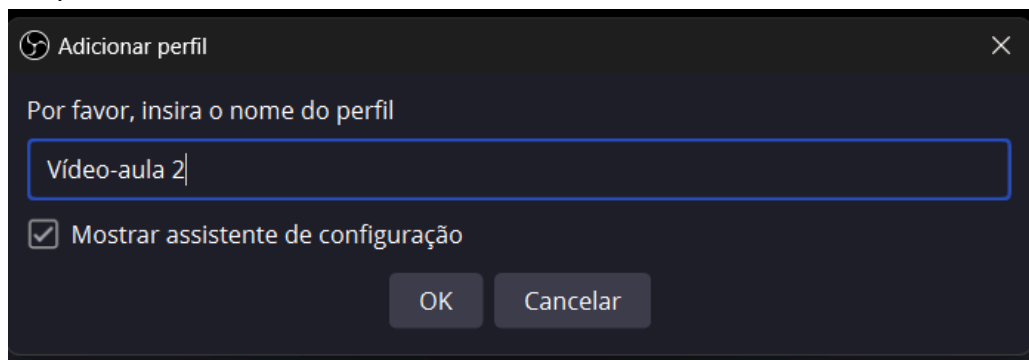 Adicionar perfil
Por favor, insira o nome do perfil
Vídeo-aula 2
Mostrar assistente de configuração
OK Cancelar